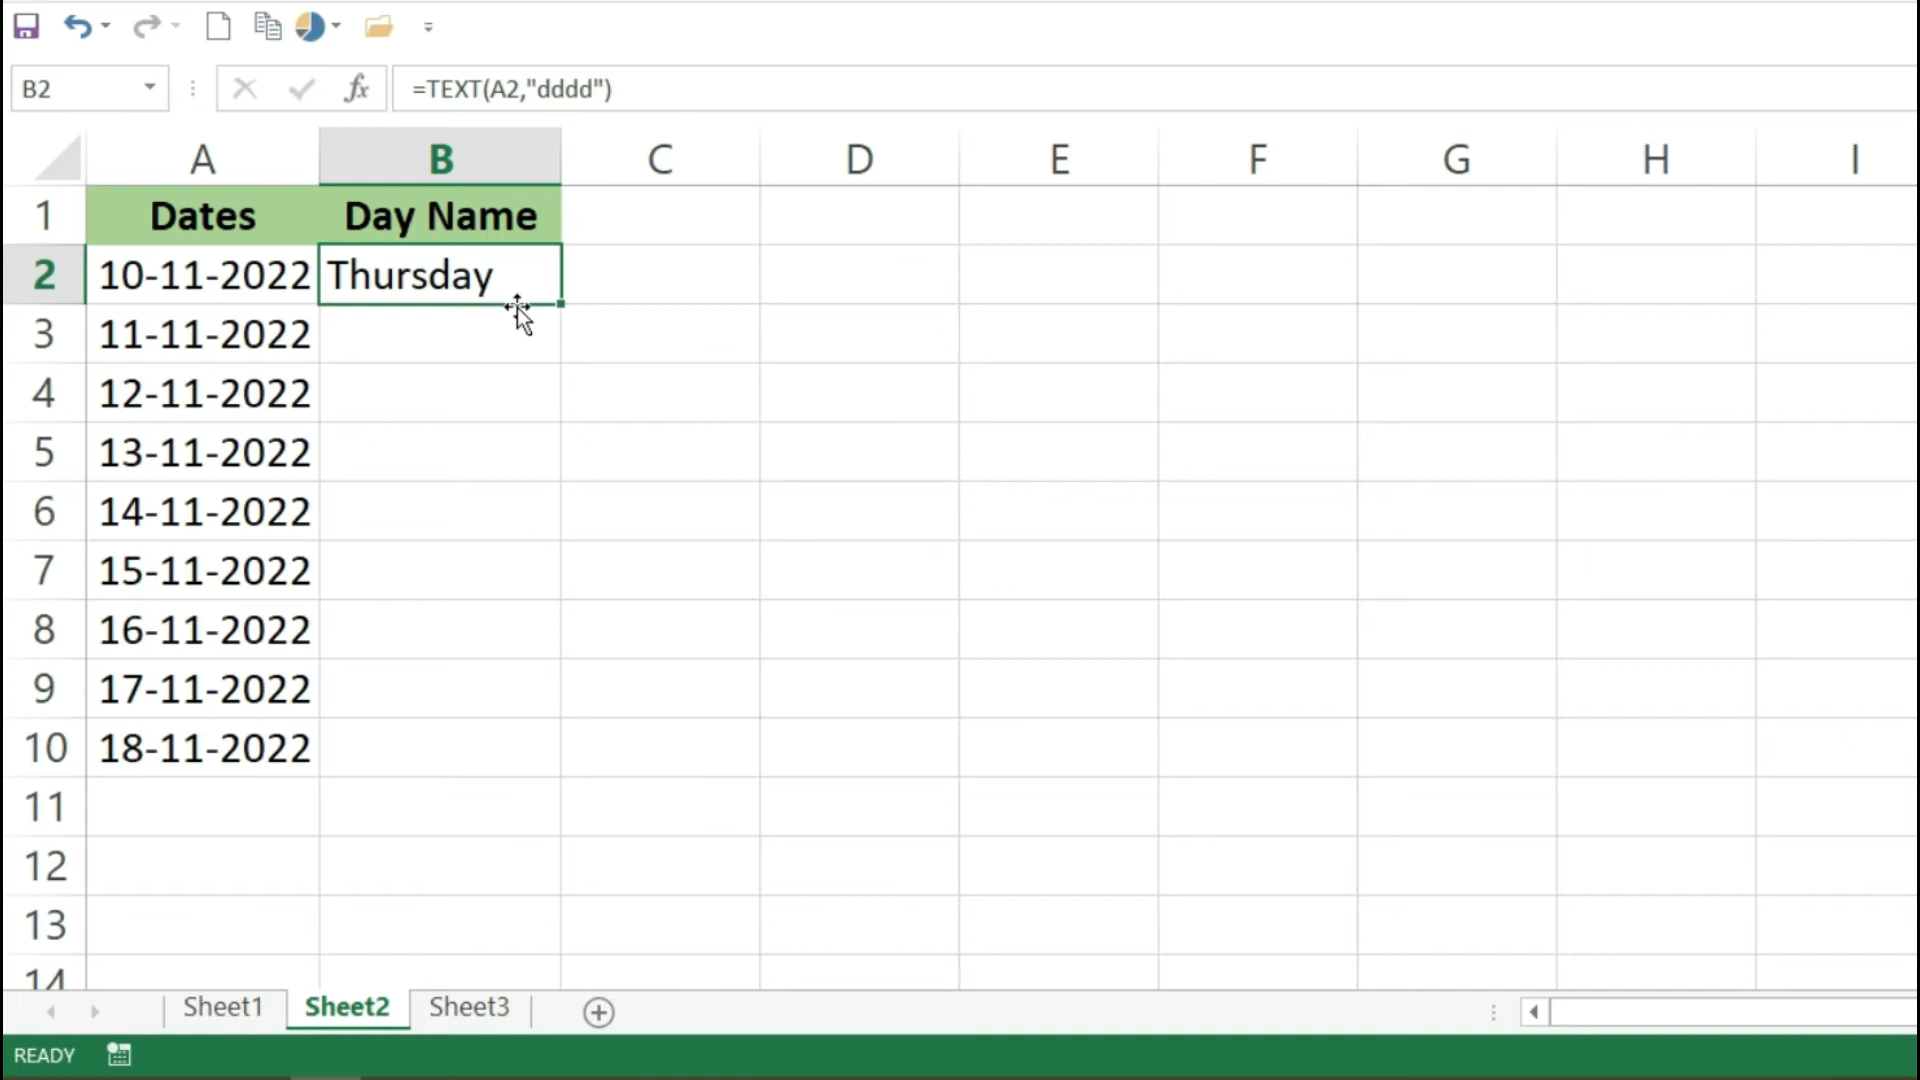 B2 fx =TEXT(A2,"dddd")
A B C D E F G H I
1 Dates Day Name
2 10-11-2022 Thursday
3 11-11-2022
4 12-11-2022
5 13-11-2022
6 14-11-2022
7 15-11-2022
8 16-11-2022
9 17-11-2022
10 18-11-2022
11
12
13
14
Sheet1 Sheet2 Sheet3
READY